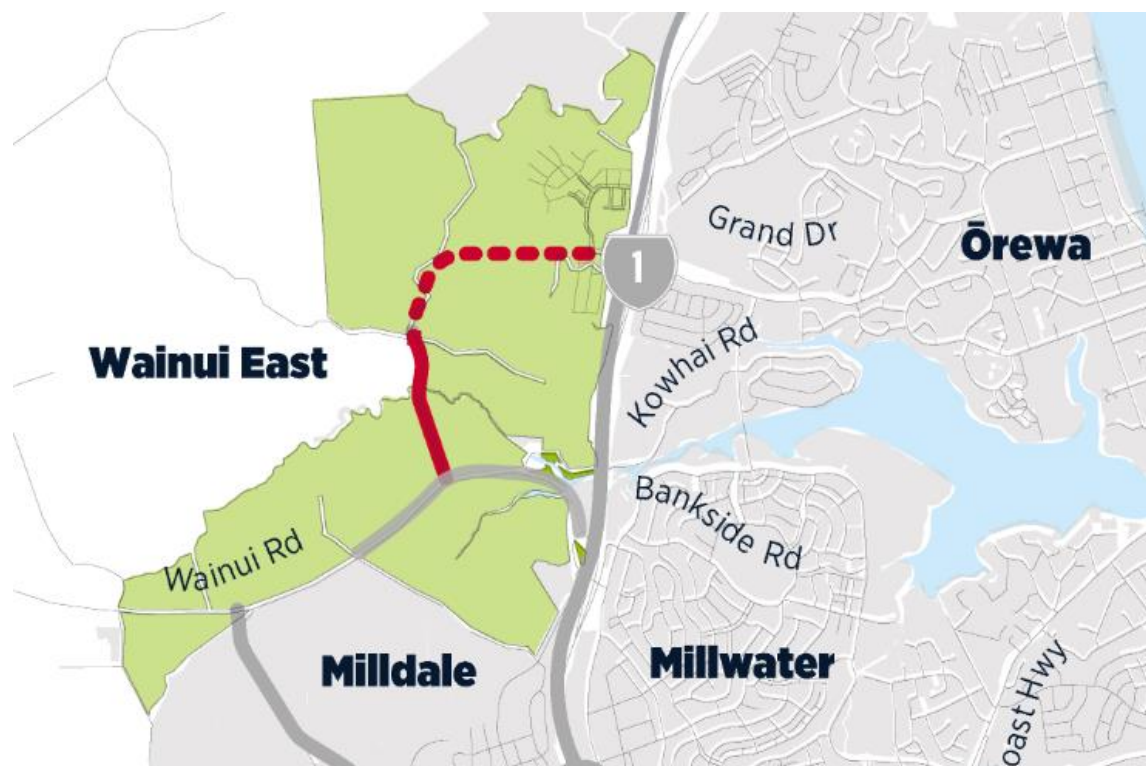 Grand Dr
Ōrewa
1
Kowhai Rd
Wainui East
Bankside Rd
Wainui Rd
Milldale
Millwater
oast Hwy